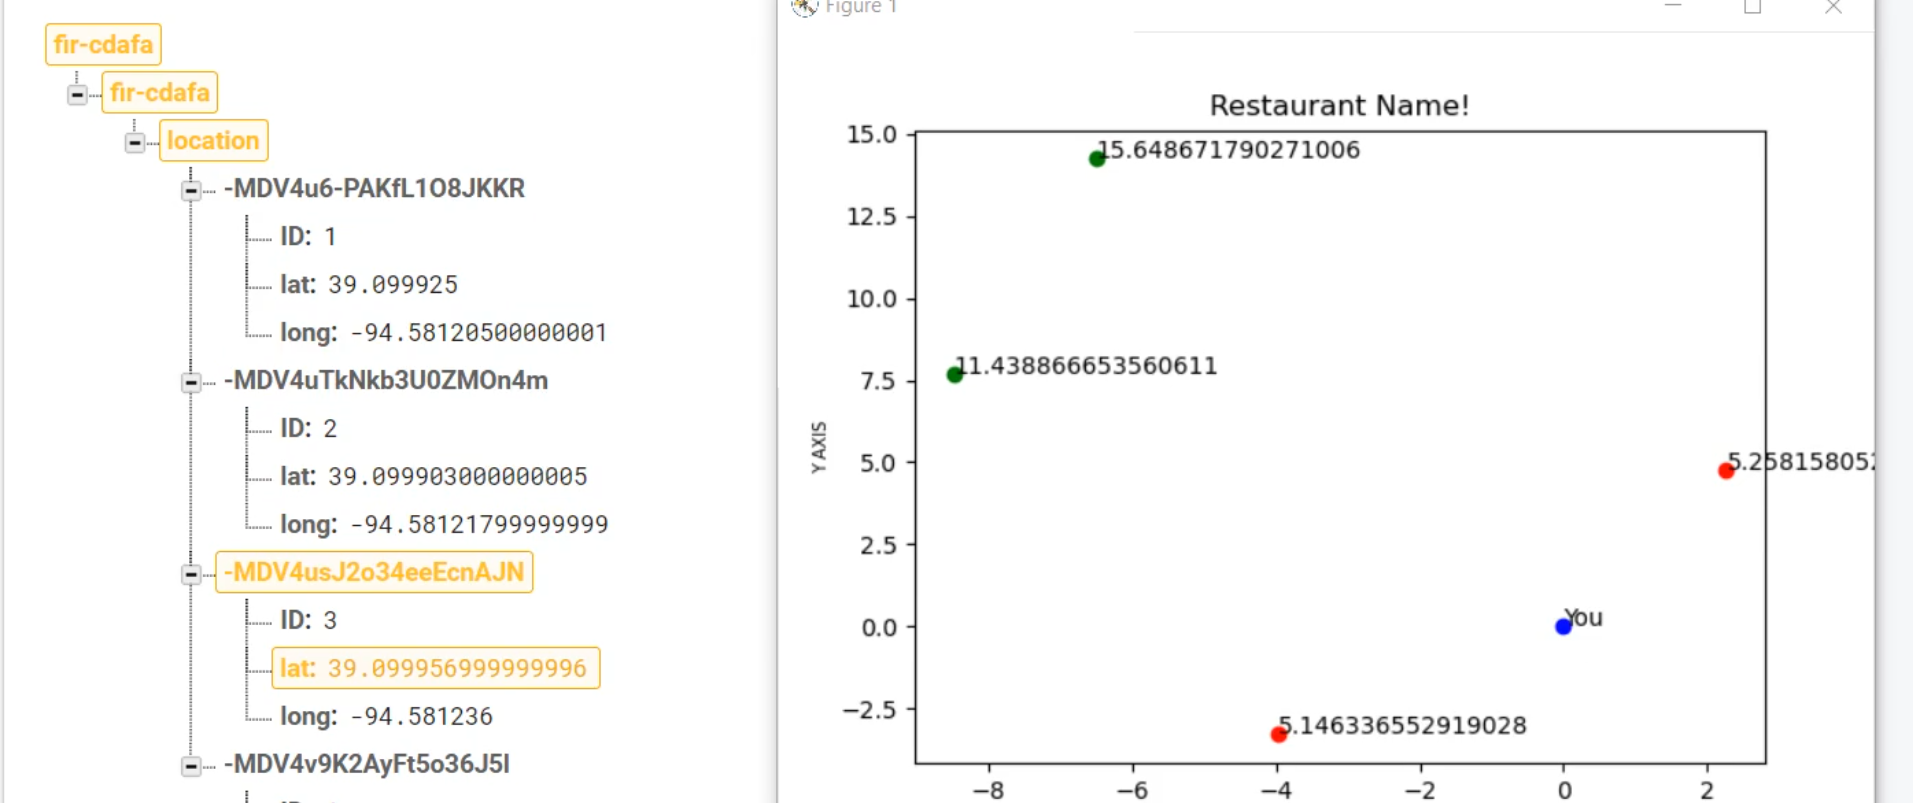 fir-cdafa
fir-cdafa
location
-MDV4u6-PAKfL1O8JKKR
ID: 1
lat: 39.099925
long: -94.58120500000001
-MDV4uTkNkb3U0ZMOn4m
ID: 2
lat: 39.099903000000005
long: -94.58121799999999
-MDV4usJ2o34eeEcnAJN
ID: 3
lat: 39.099956999999996
long: -94.581236
-MDV4v9K2AyFt5o36J5I
Figure 1
Restaurant Name!
15.0
12.5
10.0
7.5
5.0
2.5
0.0
−2.5
Y AXIS
15.648671790271006
11.438866653560611
5.258158052
You
5.146336552919028
−8 −6 −4 −2 0 2